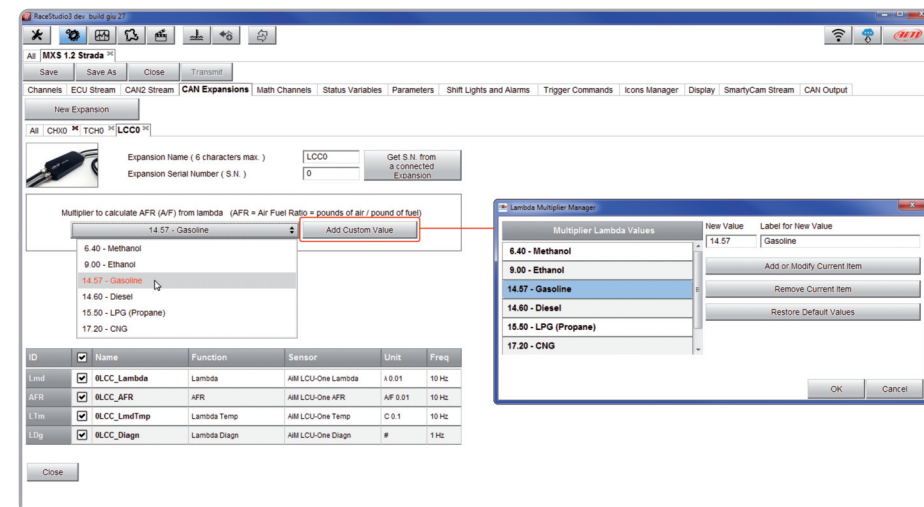 RaceStudio3 dev build giu 27
AiM
All MXS 1.2 Strada
Save Save As Close Transmit
Channels ECU Stream CAN2 Stream CAN Expansions Math Channels Status Variables Parameters Shift Lights and Alarms Trigger Commands Icons Manager Display SmartyCam Stream CAN Output
New Expansion
All CHX0 TCH0 LCC0
Expansion Name ( 6 characters max. ) LCC0
Expansion Serial Number ( S.N. ) 0
Get S.N. from
a connected
Expansion
Multiplier to calculate AFR (A/F) from lambda (AFR = Air Fuel Ratio = pounds of air / pound of fuel)
14.57 - Gasoline Add Custom Value
6.40 - Methanol
9.00 - Ethanol
14.57 - Gasoline
14.60 - Diesel
15.50 - LPG (Propane)
17.20 - CNG
ID Name Function Sensor Unit Freq
Lmd 0LCC_Lambda Lambda AiM LCU-One Lambda λ 0.01 10 Hz
AFR 0LCC_AFR AFR AiM LCU-One AFR A/F 0.01 10 Hz
LTm 0LCC_LmdTmp Lambda Temp AiM LCU-One Temp C 0.1 10 Hz
LDg 0LCC_Diagn Lambda Diagn AiM LCU-One Diagn # 1 Hz
Close
Lambda Multiplier Manager
Multiplier Lambda Values
6.40 - Methanol
9.00 - Ethanol
14.57 - Gasoline
14.60 - Diesel
15.50 - LPG (Propane)
17.20 - CNG
New Value Label for New Value
14.57 Gasoline
Add or Modify Current Item
Remove Current Item
Restore Default Values
OK Cancel